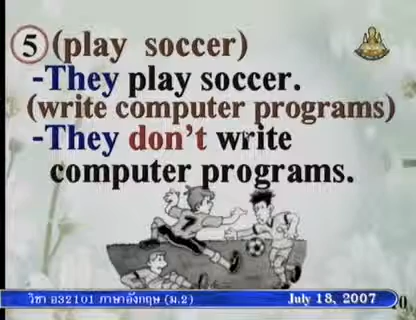 5 (play soccer)
-They play soccer.
(write computer programs)
-They don't write
computer programs.
7
วิชา อ32101 ภาษาอังกฤษ (ม.2)
July 18, 2007